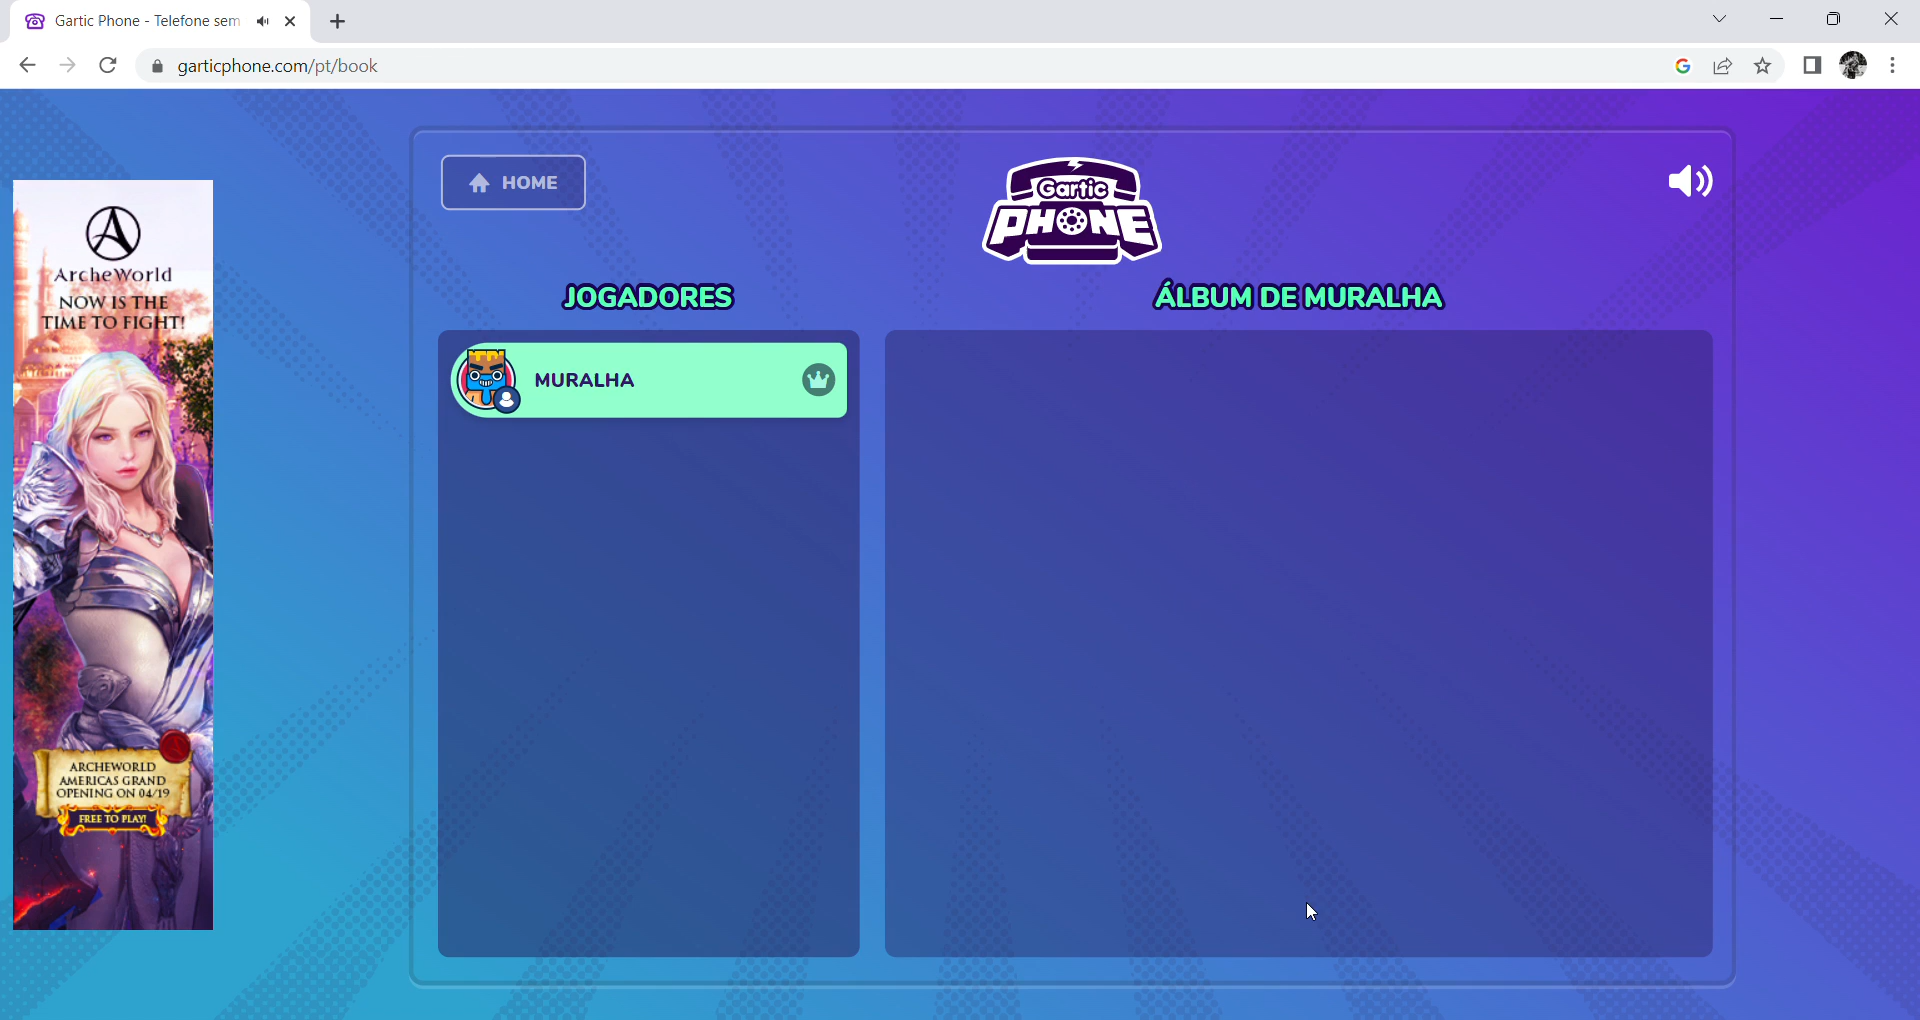 Gartic Phone - Telefone sem
garticphone.com/pt/book
ArcheWorld
NOW IS THE
TIME TO FIGHT!
ARCHEWORLD
AMERICAS GRAND
OPENING ON 04/19
FREE TO PLAY!
HOME
Gartic
PHONE
JOGADORES
MURALHA
ÁLBUM DE MURALHA